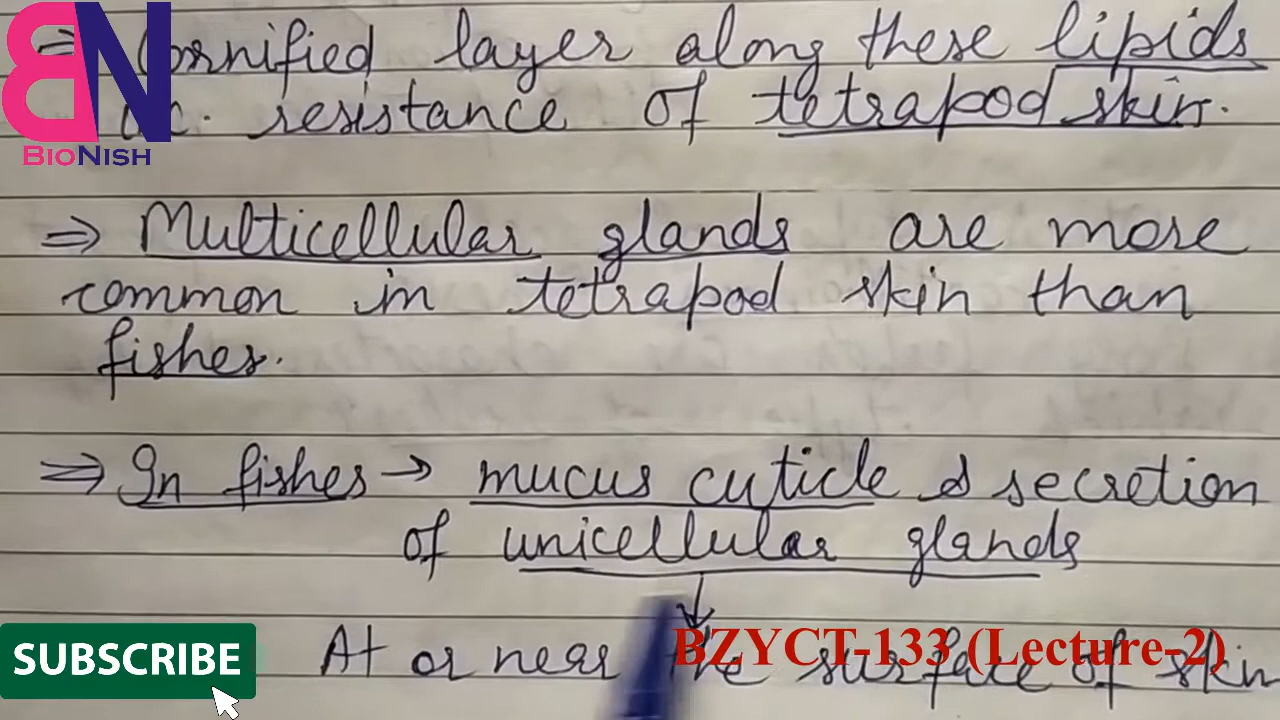 ⇒ Cornified layer along these lipids
BN
BIONISH
resistance of tetrapod skin.
⇒ Multicellular glands are more
common in tetrapod skin than
fishes.
⇒ In fishes → mucus cuticle & secretion
of unicellular glands
↓
At or near the surface of skin
BZYCT-133 (Lecture-2)
SUBSCRIBE